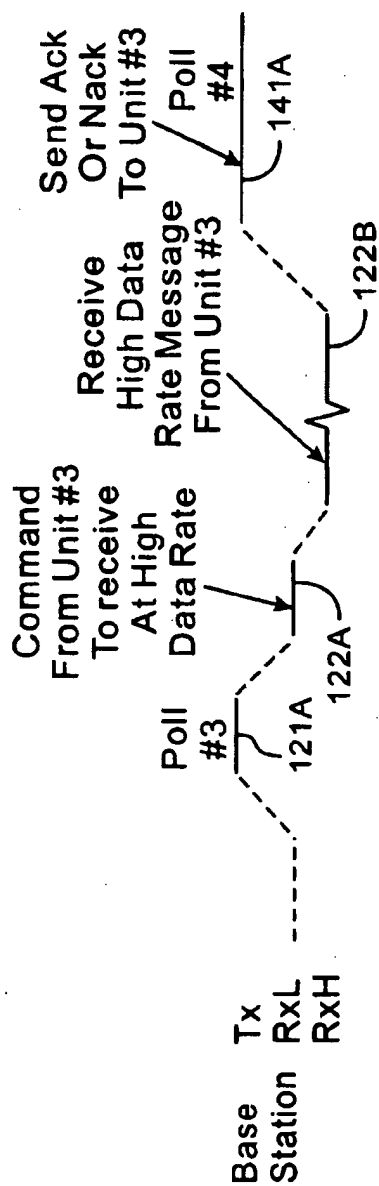 Base
Station
Tx
RxL
RxH
Poll
#3
121A
Command
From Unit #3
To receive
At High
Data Rate
122A
Receive
High Data
Rate Message
From Unit #3
122B
Send Ack
Or Nack
To Unit #3
Poll
#4
141A